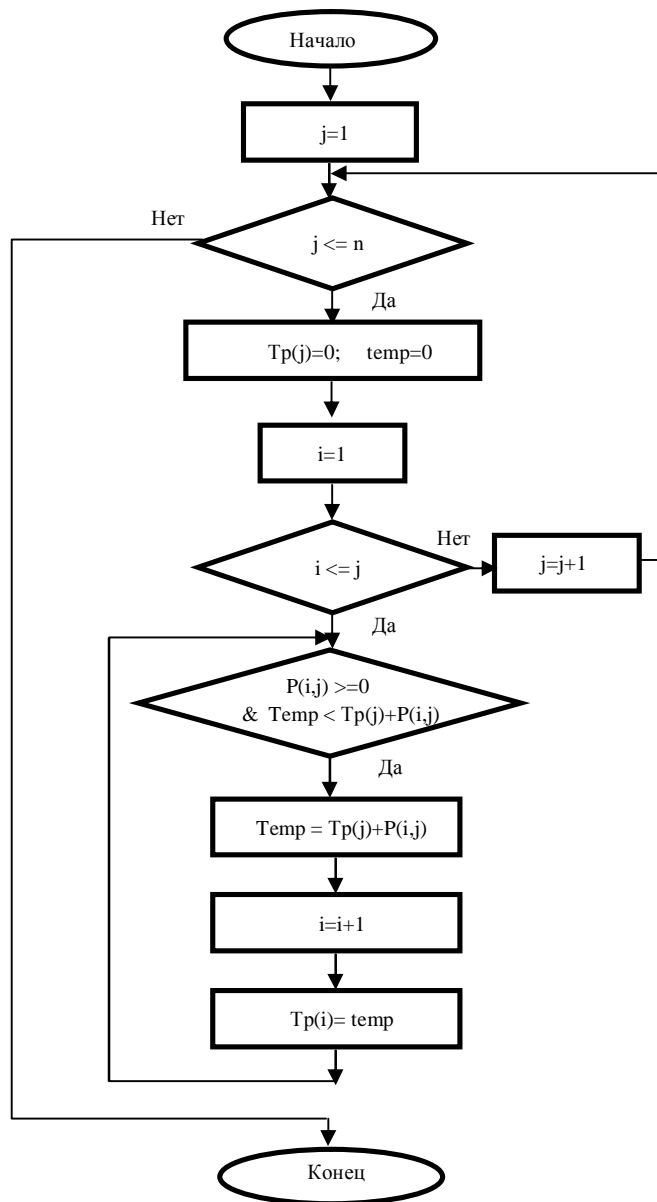 Начало
j=1
Нет
j <= n
Да
Тр(j)=0; temp=0
i=1
Нет
i <= j
j=j+1
Да
P(i,j) >=0
& Temp < Tp(j)+P(i,j)
Да
Temp = Tp(j)+P(i,j)
i=i+1
Tp(i)= temp
Конец